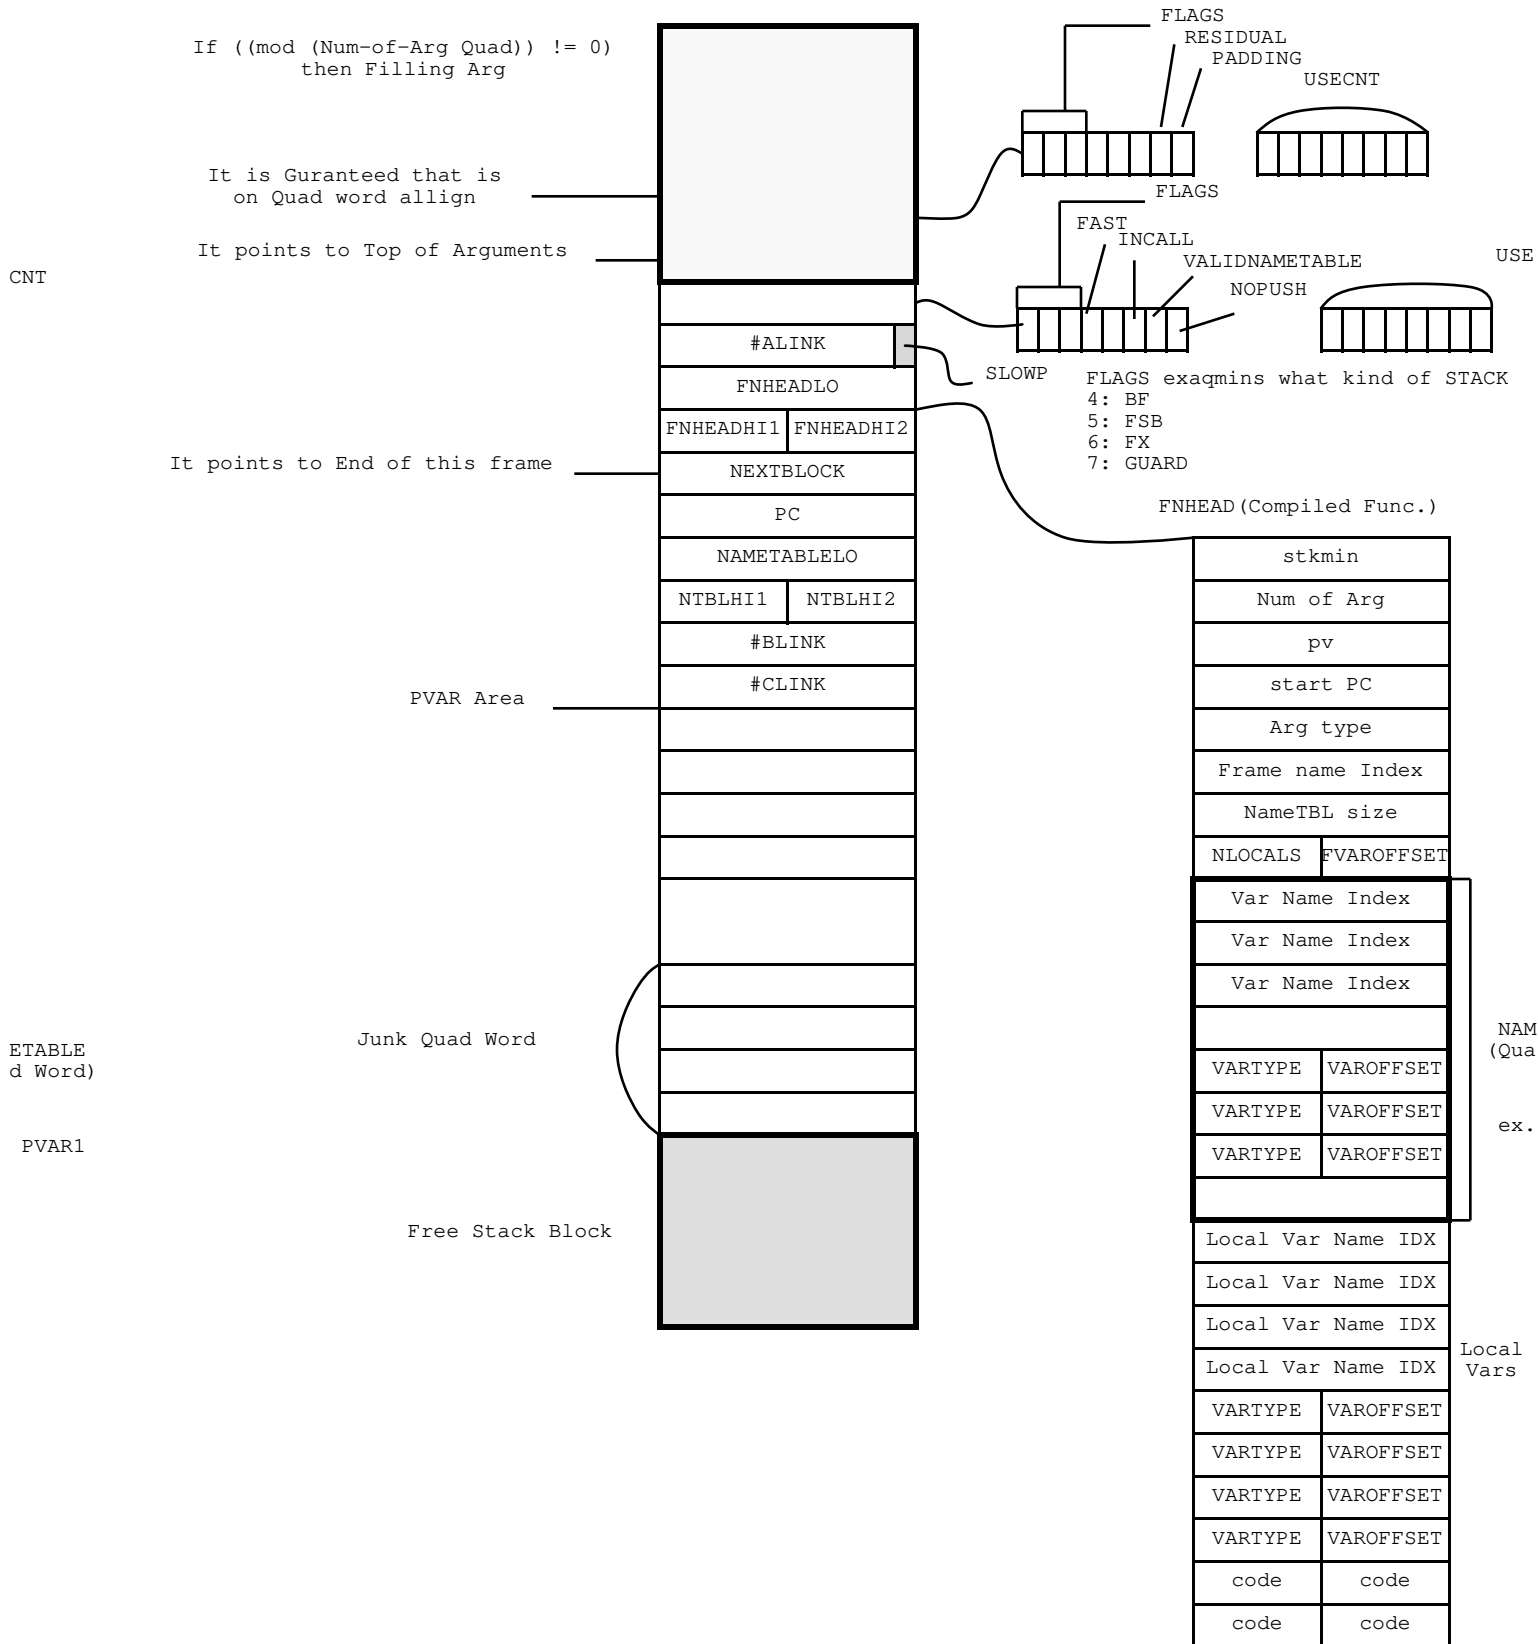 FLAGS
RESIDUAL
PADDING
USECNT
If ((mod (Num-of-Arg Quad)) != 0)
then Filling Arg
It is Guranteed that is
on Quad word allign
FLAGS
FAST
INCALL
VALIDNAMETABLE
NOPUSH
USE
CNT
It points to Top of Arguments
#ALINK
SLOWP
FLAGS exaqmins what kind of STACK
4: BF
5: FSB
6: FX
7: GUARD
FNHEADLO
FNHEADHI1 FNHEADHI2
It points to End of this frame
NEXTBLOCK
PC
NAMETABLELO
NTBLHI1 NTBLHI2
#BLINK
#CLINK
PVAR Area
Junk Quad Word
Free Stack Block
FNHEAD(Compiled Func.)
stkmin
Num of Arg
pv
start PC
Arg type
Frame name Index
NameTBL size
NLOCALS FVAROFFSET
Var Name Index
Var Name Index
Var Name Index
NAM
(Qua
ETABLE
d Word)
VARTYPE VAROFFSET
VARTYPE VAROFFSET
VARTYPE VAROFFSET
ex.
PVAR1
Local Var Name IDX
Local Var Name IDX
Local Var Name IDX
Local Var Name IDX
Local
Vars
VARTYPE VAROFFSET
VARTYPE VAROFFSET
VARTYPE VAROFFSET
VARTYPE VAROFFSET
code code
code code